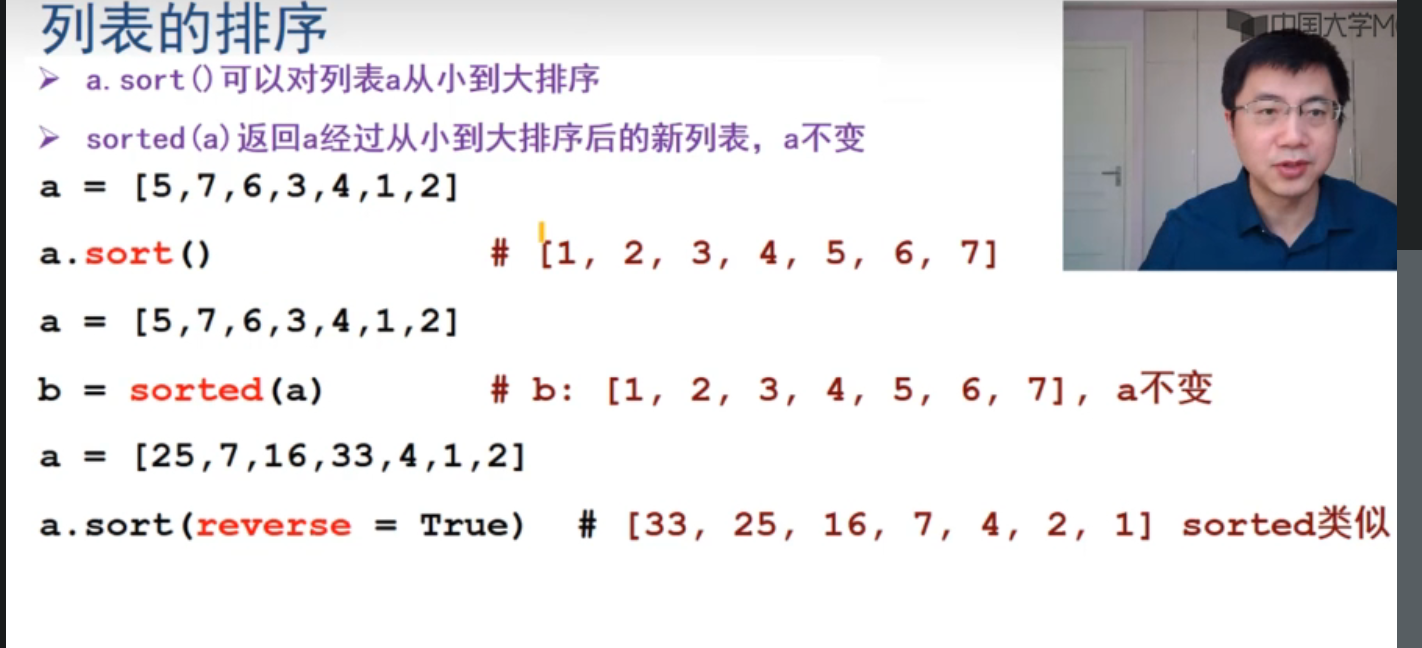 列表的排序
中国大学M
➢ a.sort()可以对列表a从小到大排序
➢ sorted(a)返回a经过从小到大排序后的新列表，a不变
a = [5,7,6,3,4,1,2]
a.sort() # [1, 2, 3, 4, 5, 6, 7]
a = [5,7,6,3,4,1,2]
b = sorted(a) # b: [1, 2, 3, 4, 5, 6, 7], a不变
a = [25,7,16,33,4,1,2]
a.sort(reverse = True) # [33, 25, 16, 7, 4, 2, 1] sorted类似